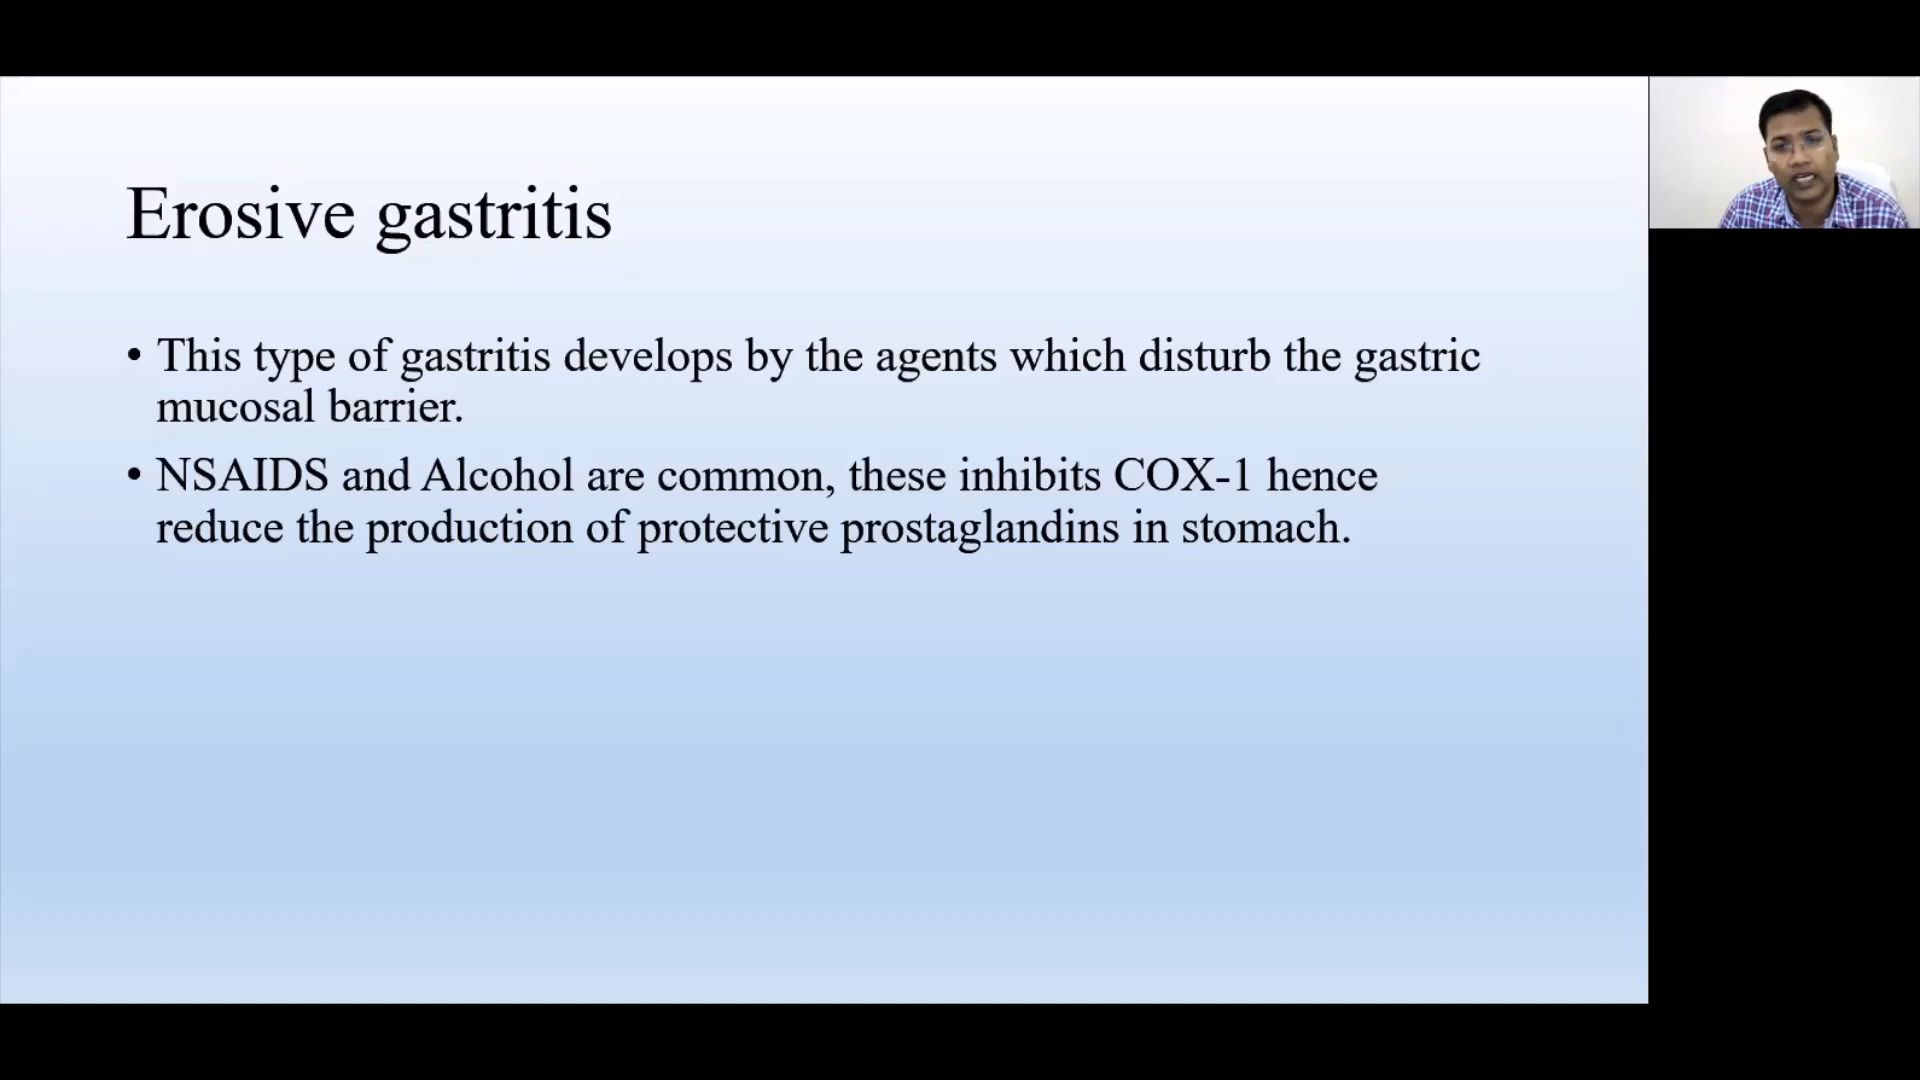 Erosive gastritis
• This type of gastritis develops by the agents which disturb the gastric
mucosal barrier.
• NSAIDS and Alcohol are common, these inhibits COX-1 hence
reduce the production of protective prostaglandins in stomach.